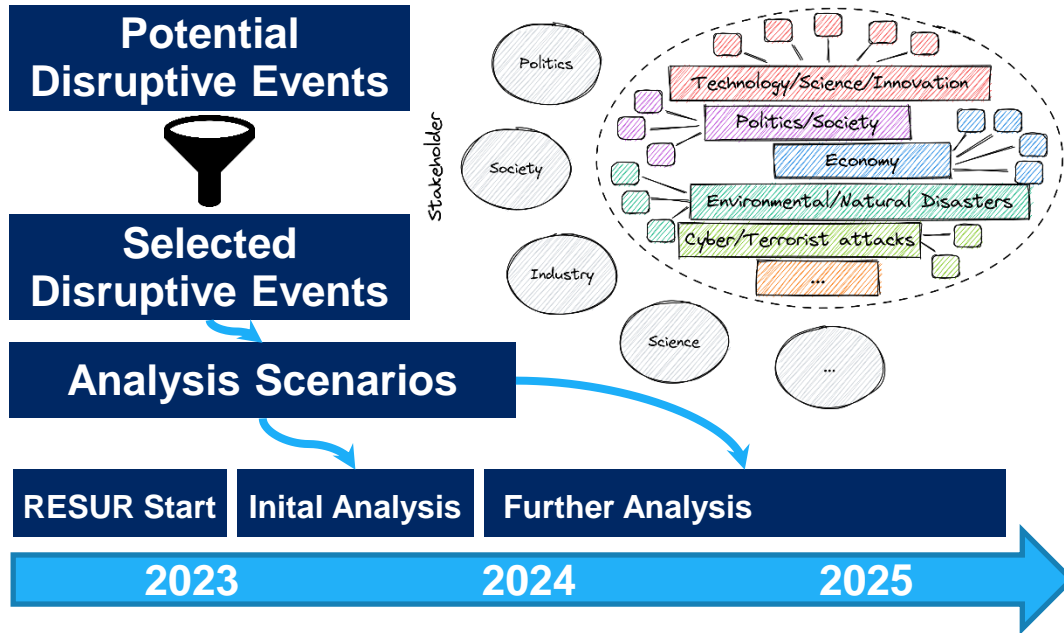 Potential
Disruptive Events
Selected
Disruptive Events
Analysis Scenarios
RESUR Start
Inital Analysis
Further Analysis
2023
2024
2025
Stakeholder
Politics
Society
Industry
Science
...
Technology/Science/Innovation
Politics/Society
Economy
Environmental/Natural Disasters
Cyber/Terrorist attacks
...